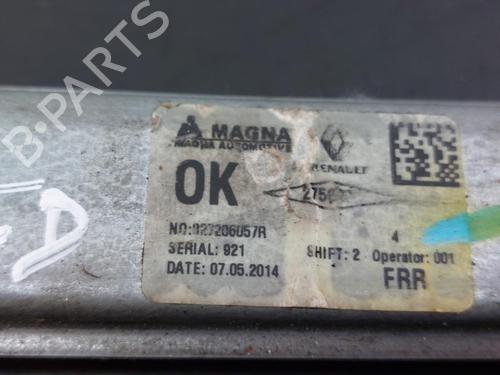 B-PARTS
MAGNA
MAGNA AUTOMOTIVE
RENAULT
OK
NO:827206057R
4
SERIAL: 921
SHIFT: 2 Operator: 001
DATE: 07.05.2014
FRR